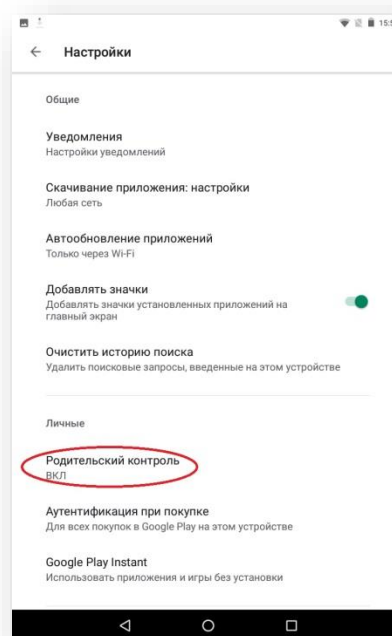 15:5
Настройки
Общие
Уведомления
Настройки уведомлений
Скачивание приложения: настройки
Любая сеть
Автообновление приложений
Только через Wi-Fi
Добавлять значки
Добавлять значки установленных приложений на
главный экран
Очистить историю поиска
Удалить поисковые запросы, введенные на этом устройстве
Личные
Родительский контроль
ВКЛ
Аутентификация при покупке
Для всех покупок в Google Play на этом устройстве
Google Play Instant
Использовать приложения и игры без установки